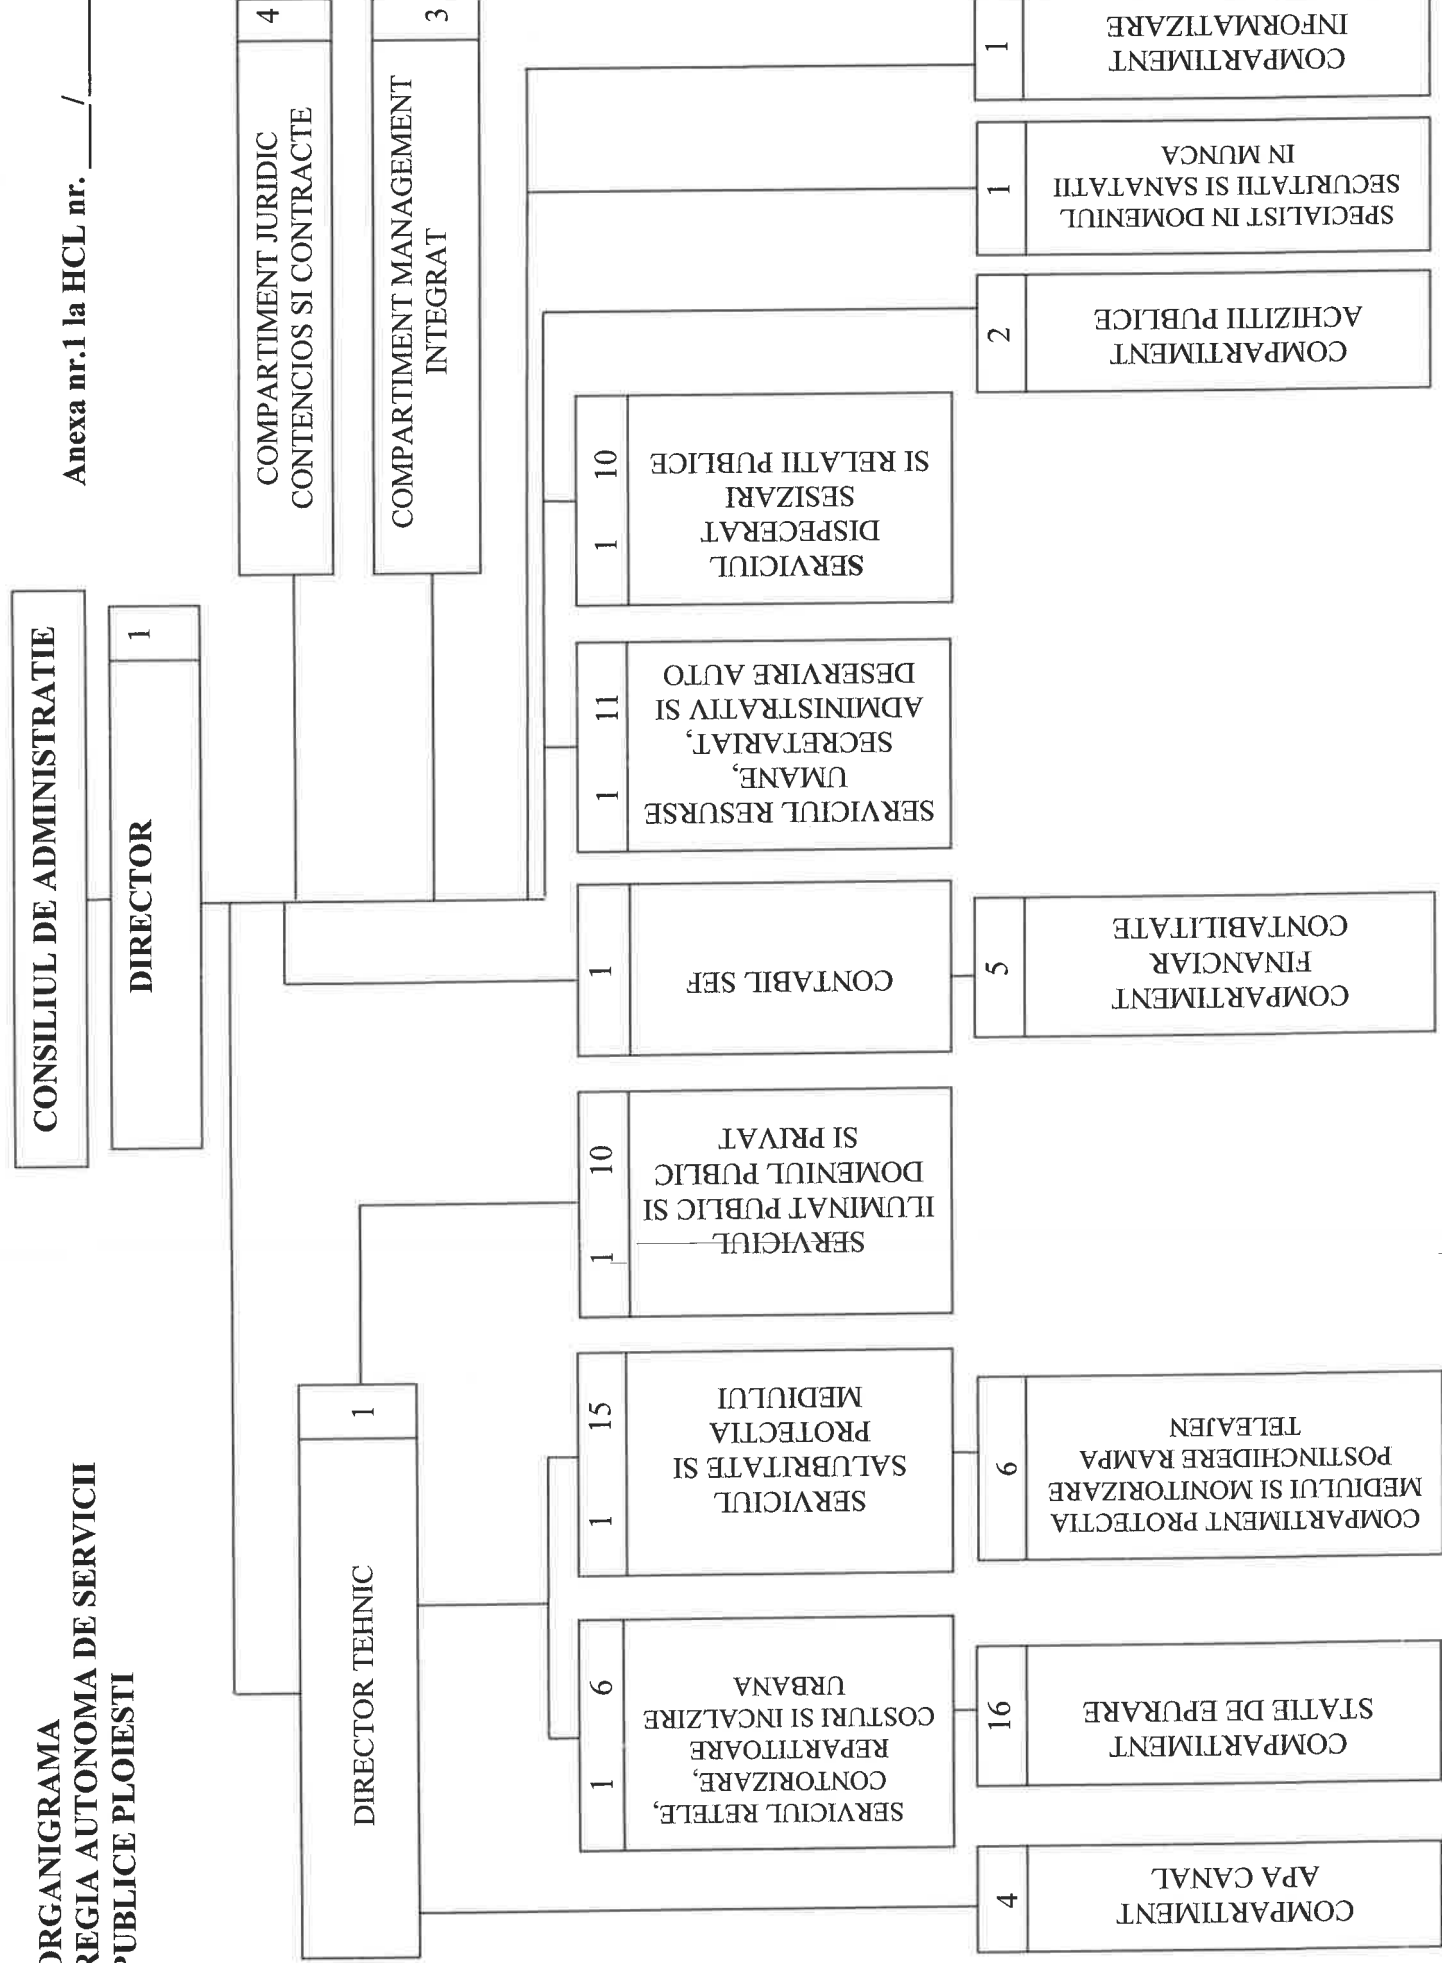 ORGANIGRAMA
REGIA AUTONOMA DE SERVICII
PUBLICE PLOIESTI
Anexa nr.1 la HCL nr. ____/____
CONSILIUL DE ADMINISTRATIE
DIRECTOR
1
COMPARTIMENT JURIDIC
CONTENCIOS SI CONTRACTE
4
COMPARTIMENT MANAGEMENT
INTEGRAT
3
DIRECTOR TEHNIC
1
1 6
SERVICIUL RETELE,
CONTORIZARE,
REPARTITOARE
COSTURI SI INCALZIRE
URBANA
1 15
SERVICIUL
SALUBRITATE SI
PROTECTIA
MEDIULUI
1 10
SERVICIUL
ILUMINAT PUBLIC SI
DOMENIUL PUBLIC
SI PRIVAT
1
CONTABIL SEF
1 11
SERVICIUL RESURSE
UMANE,
SECRETARIAT,
ADMINISTRATIV SI
DESERVIRE AUTO
1 10
SERVICIUL
DISPECERAT
SESIZARI
SI RELATII PUBLICE
4
COMPARTIMENT
APA CANAL
16
COMPARTIMENT
STATIE DE EPURARE
6
COMPARTIMENT PROTECTIA
MEDIULUI SI MONITORIZARE
POSTINCHIDERE RAMPA
TELEAJEN
5
COMPARTIMENT
FINANCIAR
CONTABILITATE
2
COMPARTIMENT
ACHIZITII PUBLICE
1
SPECIALIST IN DOMENIUL
SECURITATII SI SANATATII
IN MUNCA
1
COMPARTIMENT
INFORMATIZARE